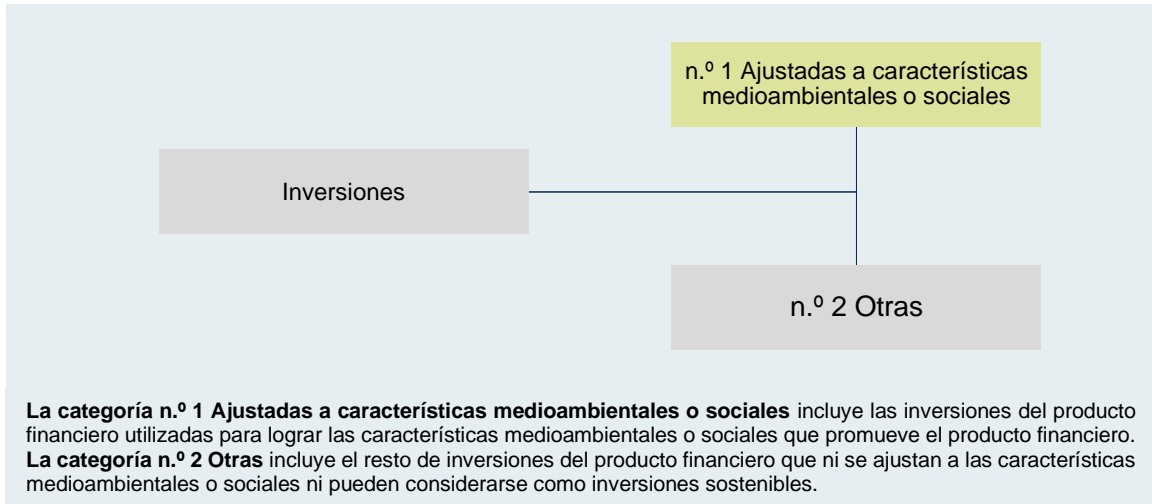 n.º 1 Ajustadas a características
medioambientales o sociales
Inversiones
n.º 2 Otras
La categoría n.º 1 Ajustadas a características medioambientales o sociales incluye las inversiones del producto
financiero utilizadas para lograr las características medioambientales o sociales que promueve el producto financiero.
La categoría n.º 2 Otras incluye el resto de inversiones del producto financiero que ni se ajustan a las características
medioambientales o sociales ni pueden considerarse como inversiones sostenibles.